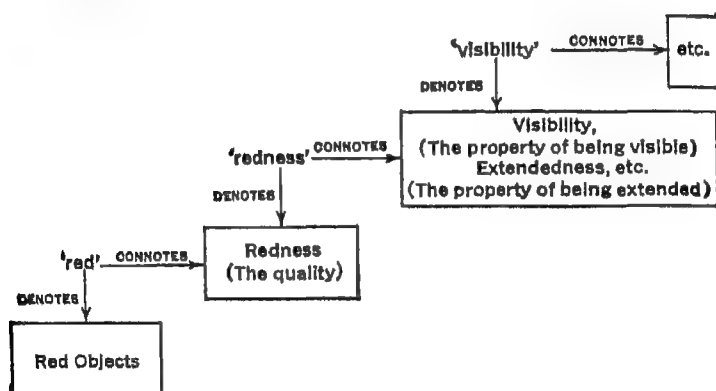 'visibility' CONNOTES etc.
DENOTES
Visibility,
(The property of being visible)
Extendedness, etc.
(The property of being extended)
'redness' CONNOTES
DENOTES
Redness
(The quality)
'red' CONNOTES
DENOTES
Red Objects